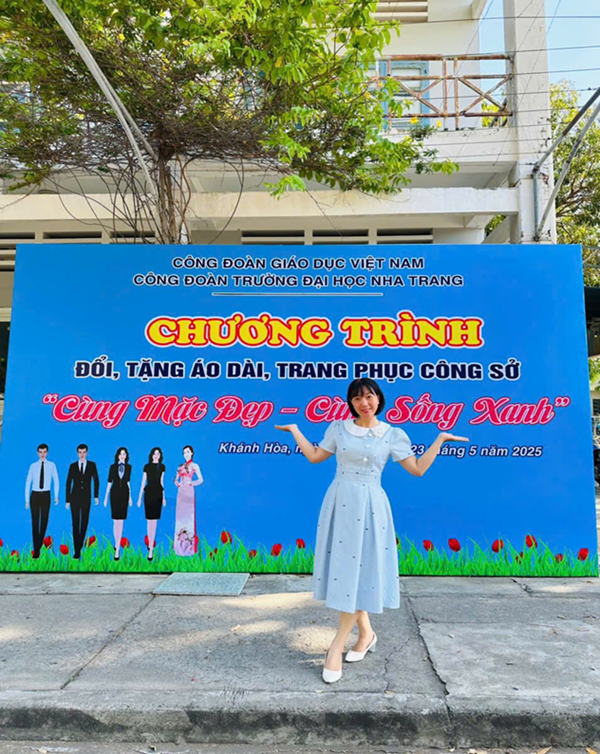 CÔNG ĐOÀN GIÁO DỤC VIỆT NAM
CÔNG ĐOÀN TRƯỜNG ĐẠI HỌC NHA TRANG
CHƯƠNG TRÌNH
ĐỔI, TẶNG ÁO DÀI, TRANG PHỤC CÔNG SỞ
“Cùng Mặc Đẹp - Sống Xanh”
Khánh Hòa, 23 tháng 5 năm 2025